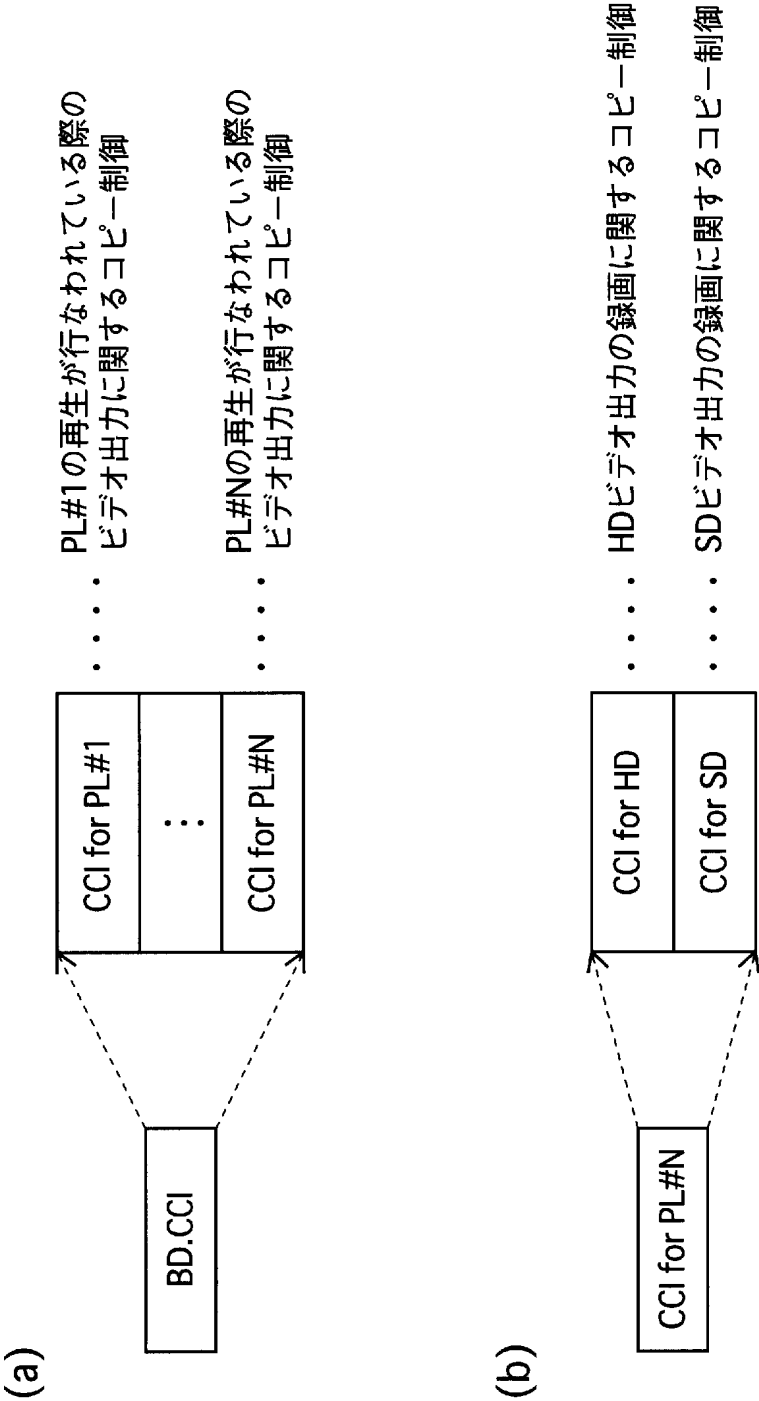 (a)
BD.CCI
CCI for PL#1
⋮
CCI for PL#N
・・・・
PL#1の再生が行なわれている際の
ビデオ出力に関するコピー制御
・・・・
PL#Nの再生が行なわれている際の
ビデオ出力に関するコピー制御
(b)
CCI for PL#N
CCI for HD
CCI for SD
・・・・
HDビデオ出力の録画に関するコピー制御
・・・・
SDビデオ出力の録画に関するコピー制御